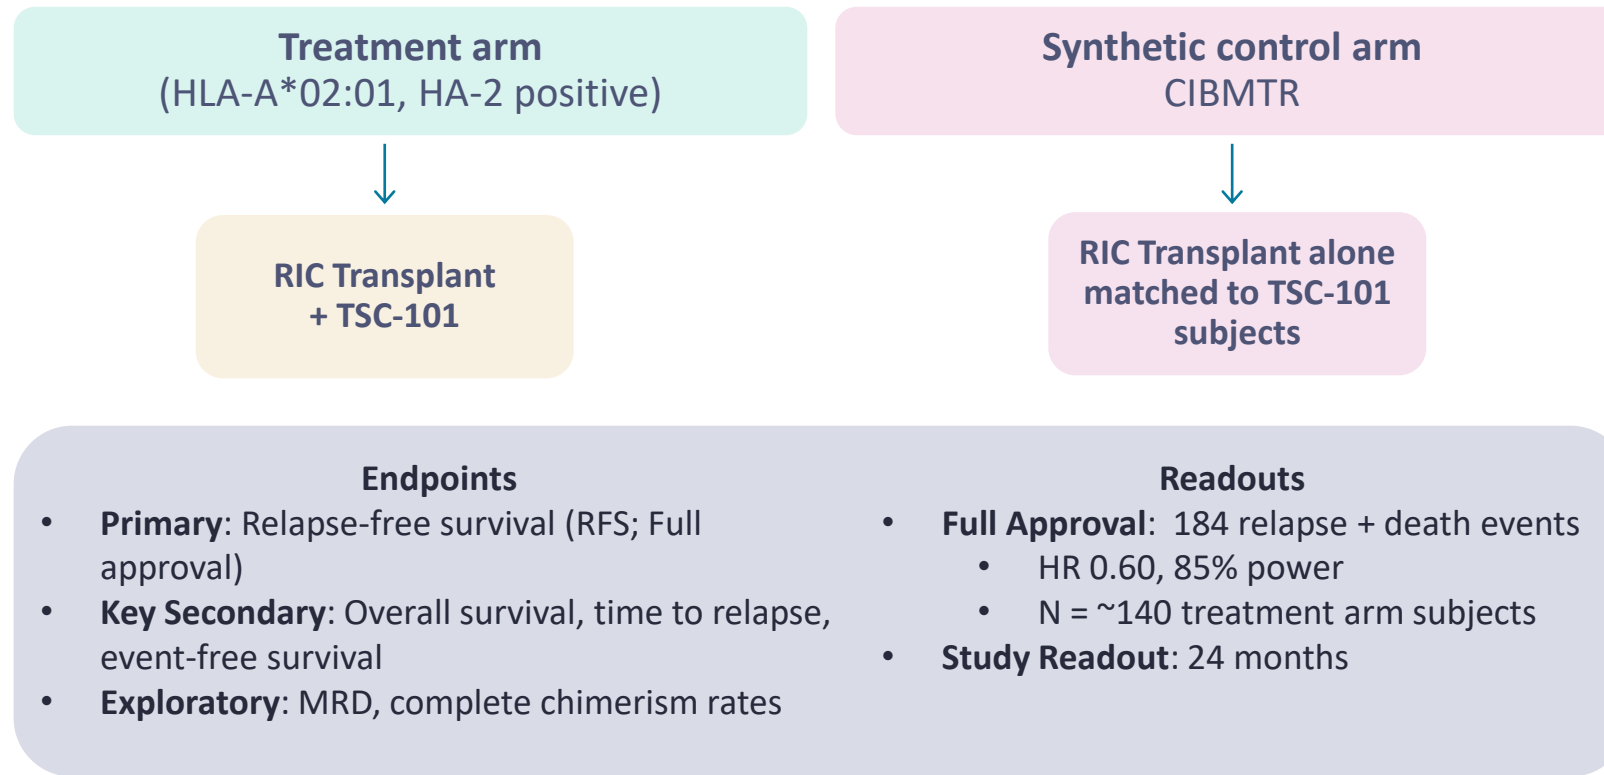 Treatment arm
(HLA-A*02:01, HA-2 positive)
Synthetic control arm
CIBMTR
RIC Transplant
+ TSC-101
RIC Transplant alone
matched to TSC-101
subjects
Endpoints
• Primary: Relapse-free survival (RFS; Full
approval)
• Key Secondary: Overall survival, time to relapse,
event-free survival
• Exploratory: MRD, complete chimerism rates
Readouts
• Full Approval: 184 relapse + death events
• HR 0.60, 85% power
• N = ~140 treatment arm subjects
• Study Readout: 24 months